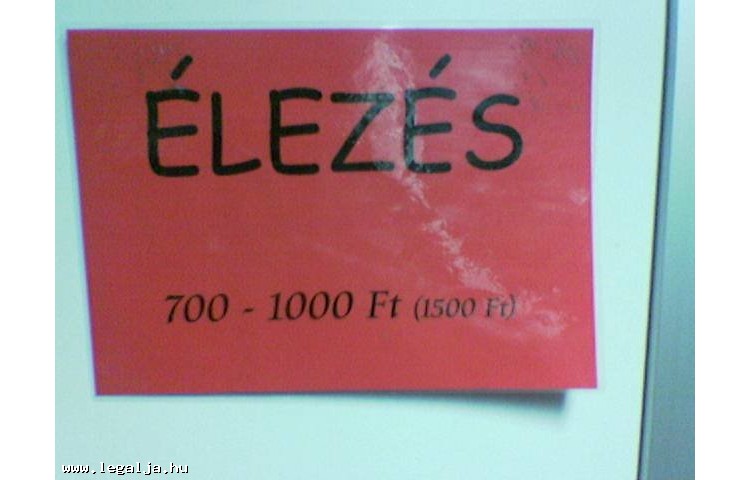 ÉLEZÉS
700 - 1000 Ft (1500 Ft)
www.legalja.hu